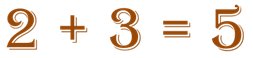 2 + 3 = 5